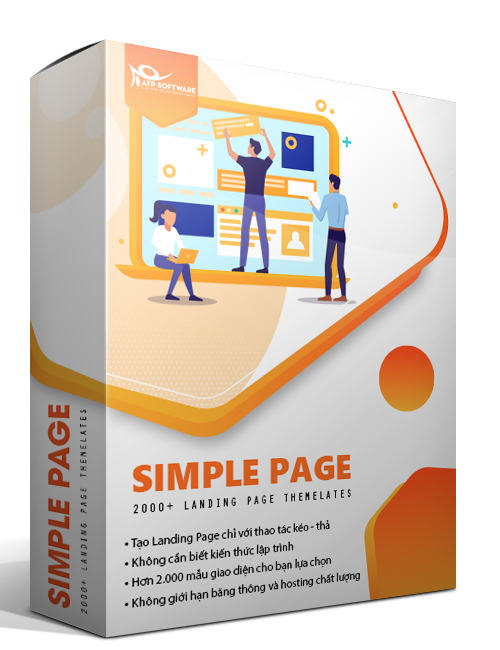 ATP SOFTWARE
SIMPLE PAGE
2000+ LANDING PAGE THEMELATES
• Tạo Landing Page chỉ với thao tác kéo - thả
• Không cần biết kiến thức lập trình
• Hơn 2.000 mẫu giao diện cho bạn lựa chọn
• Không giới hạn băng thông và hosting chất lượng
SIMPLE PAGE
2000+ LANDING PAGE THEMELATES